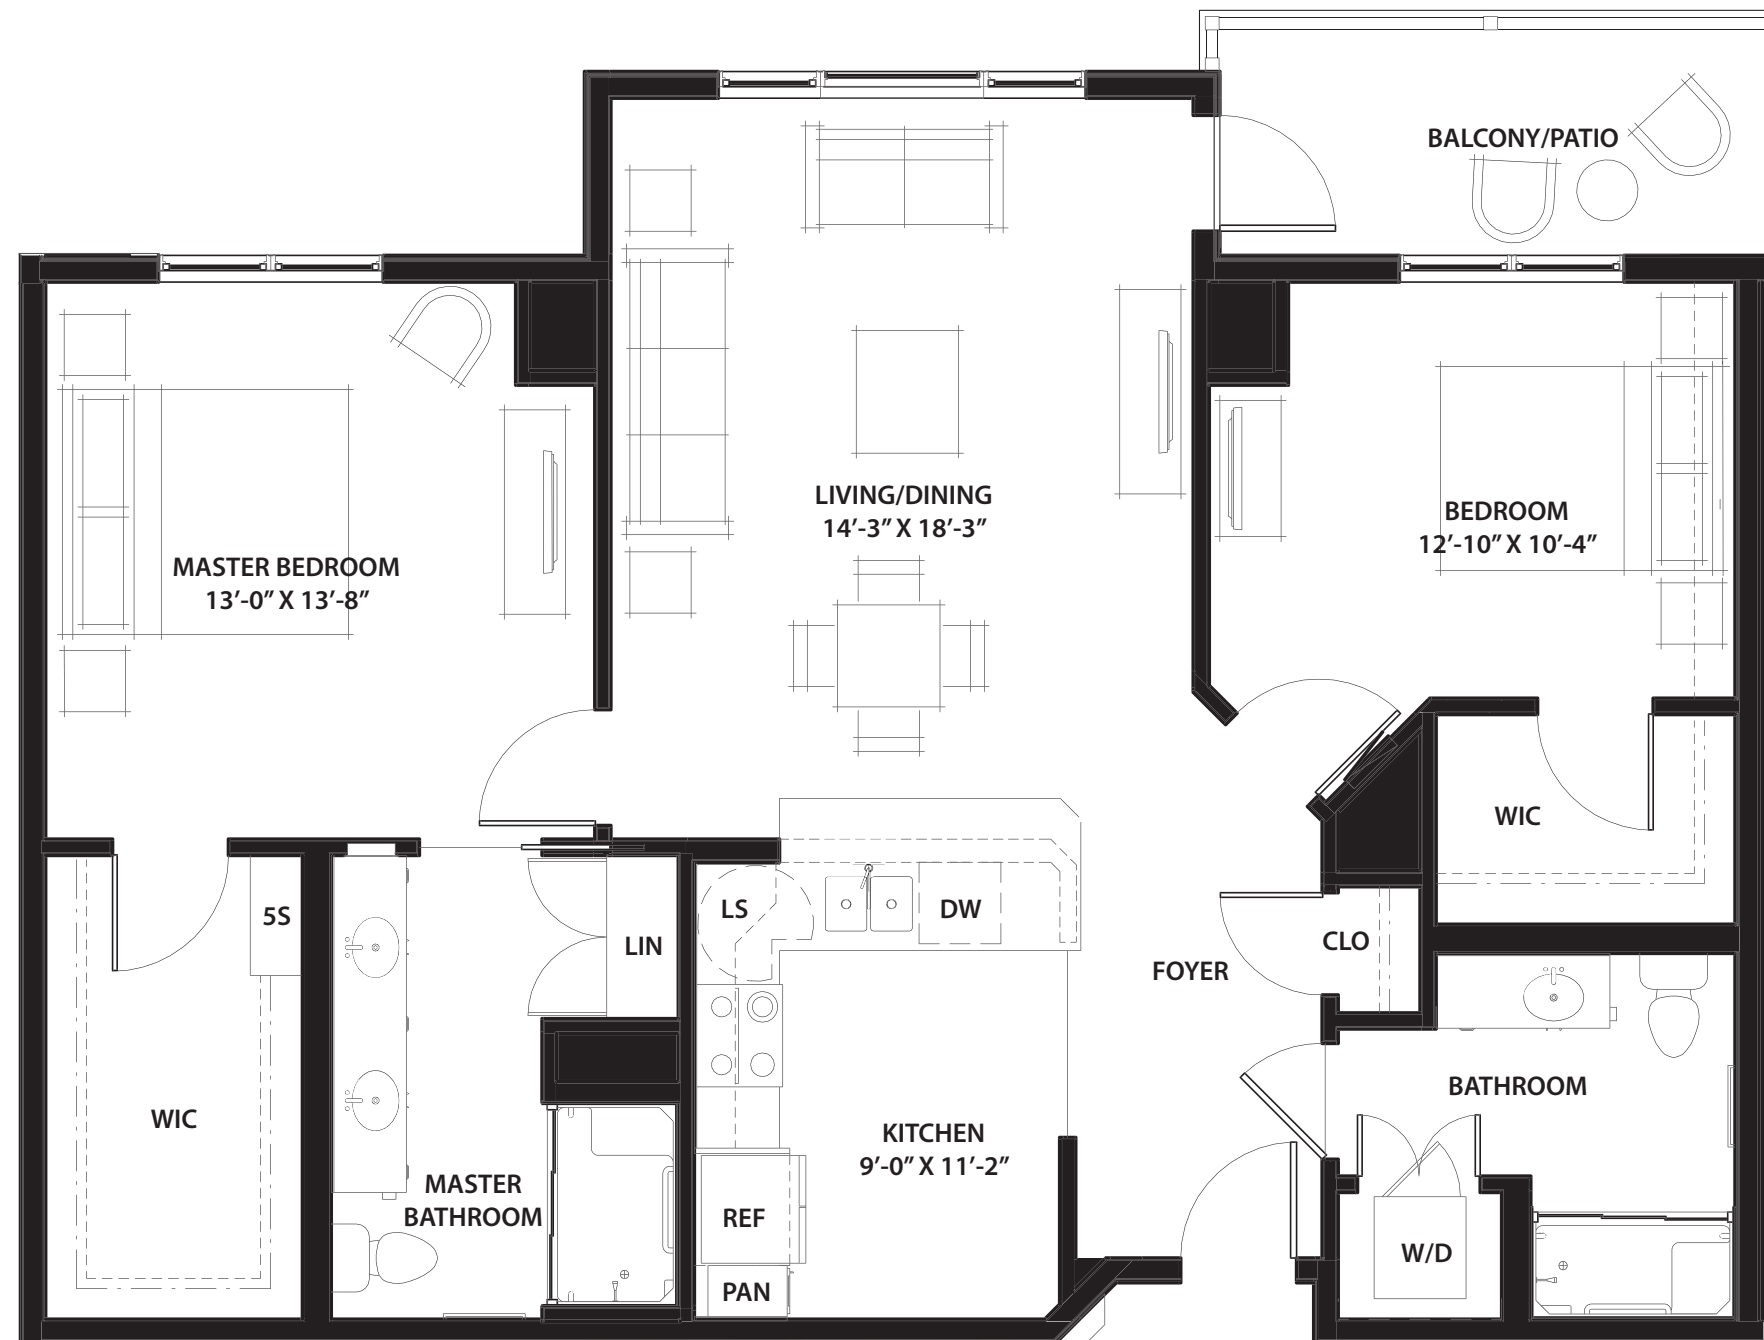 BALCONY/PATIO
LIVING/DINING
14’-3” X 18’-3”
BEDROOM
12’-10” X 10’-4”
MASTER BEDROOM
13’-0” X 13’-8”
WIC
5S
LS
DW
LIN
CLO
FOYER
BATHROOM
WIC
KITCHEN
9’-0” X 11’-2”
MASTER
BATHROOM
REF
W/D
PAN